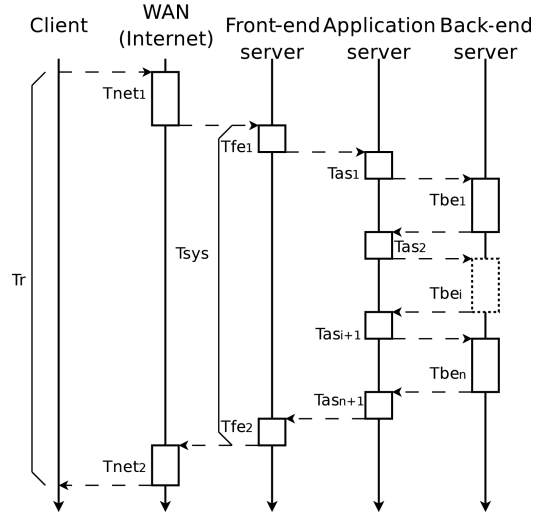 Client
WAN
(Internet)
Front-end
server
Application
server
Back-end
server
Tnet1
Tfe1
Tas1
Tbe1
Tas2
Tsys
Tr
Tbei
Tasi+1
Tben
Tasn+1
Tfe2
Tnet2